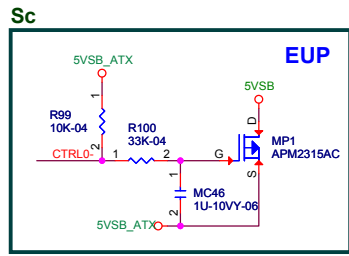 Sc
EUP
5VSB_ATX
5VSB
1
R99
10K-04
2
R100
33K-04
CTRL0-
1
2
G
D
S
MP1
APM2315AC
1
MC46
1U-10VY-06
2
5VSB_ATX